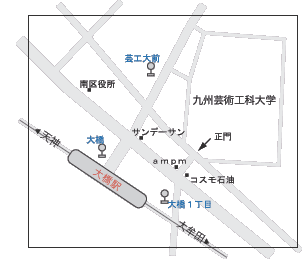 芸工大前
南区役所
九州芸術工科大学
サンデーサン
正門
大橋
天神
ａｍｐｍ
コスモ石油
大橋駅
大橋１丁目
大牟田